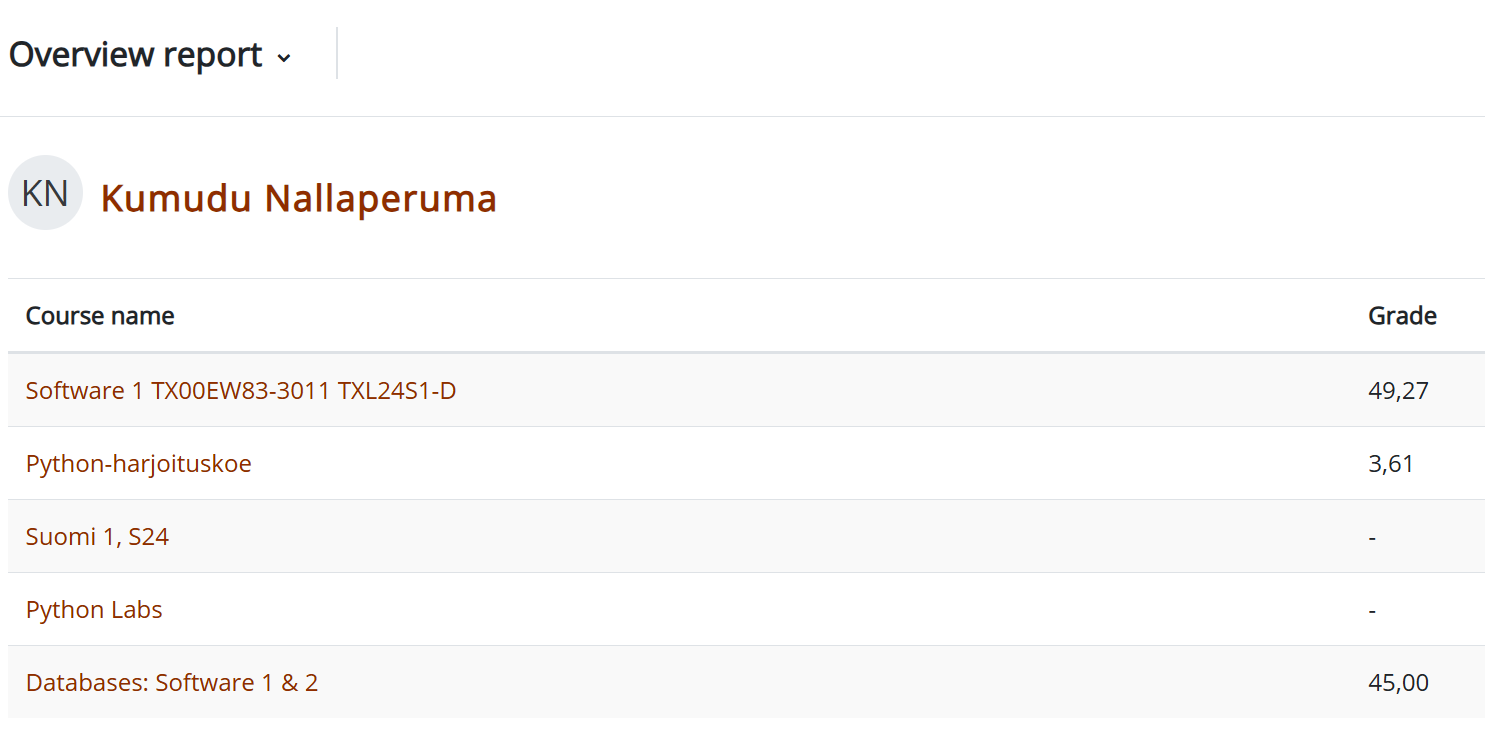 Overview report
KN
Kumudu Nallaperuma
Course name Grade
Software 1 TX00EW83-3011 TXL24S1-D 49,27
Python-harjoituskoe 3,61
Suomi 1, S24 -
Python Labs -
Databases: Software 1 & 2 45,00